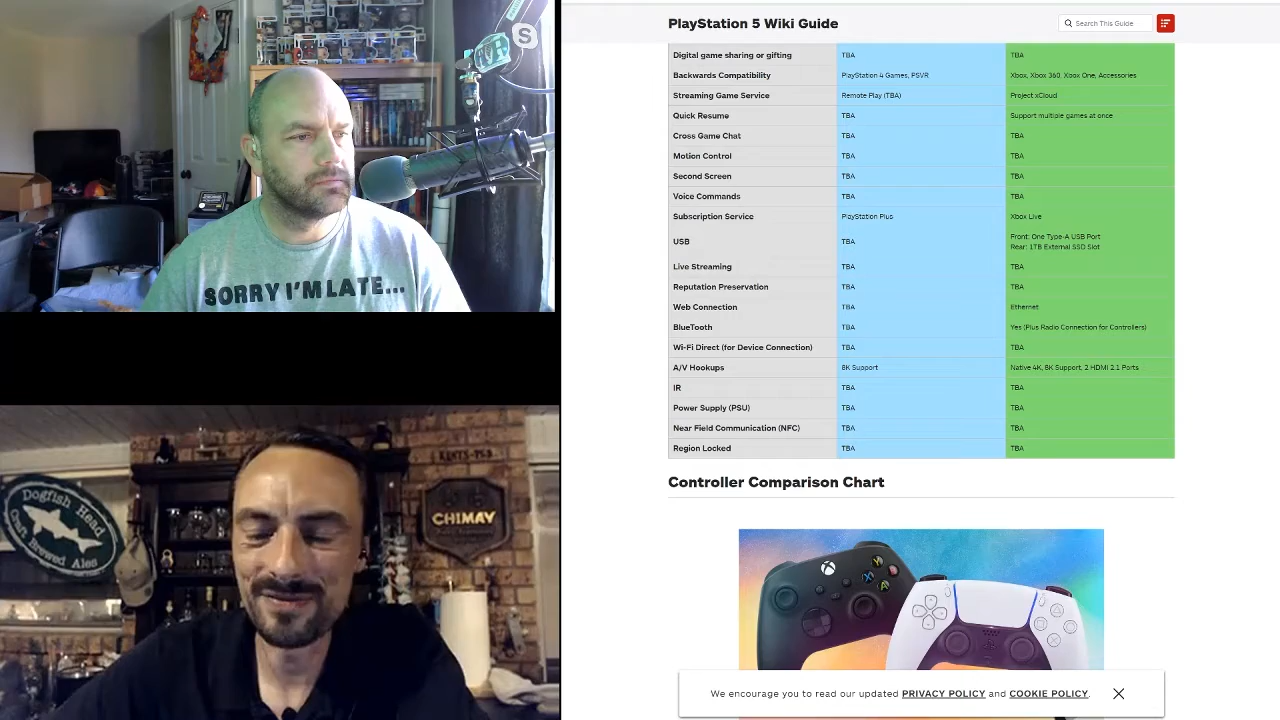 SORRY I'M LATE...
Dogfish Head
Craft Brewed Ales
CHIMAY
PlayStation 5 Wiki Guide
Search This Guide
Digital game sharing or gifting TBA TBA
Backwards Compatibility PlayStation 4 Games, PSVR Xbox, Xbox 360, Xbox One, Accessories
Streaming Game Service Remote Play (TBA) Project xCloud
Quick Resume TBA Support multiple games at once
Cross Game Chat TBA TBA
Motion Control TBA TBA
Second Screen TBA TBA
Voice Commands TBA TBA
Subscription Service PlayStation Plus Xbox Live
USB TBA Front: One Type-A USB Port
Rear: 1TB External SSD Slot
Live Streaming TBA TBA
Reputation Preservation TBA TBA
Web Connection TBA Ethernet
BlueTooth TBA Yes (Plus Radio Connection for Controllers)
Wi-Fi Direct (for Device Connection) TBA TBA
A/V Hookups 8K Support Native 4K, 8K Support, 2 HDMI 2.1 Ports
IR TBA TBA
Power Supply (PSU) TBA TBA
Near Field Communication (NFC) TBA TBA
Region Locked TBA TBA
Controller Comparison Chart
We encourage you to read our updated PRIVACY POLICY and COOKIE POLICY.